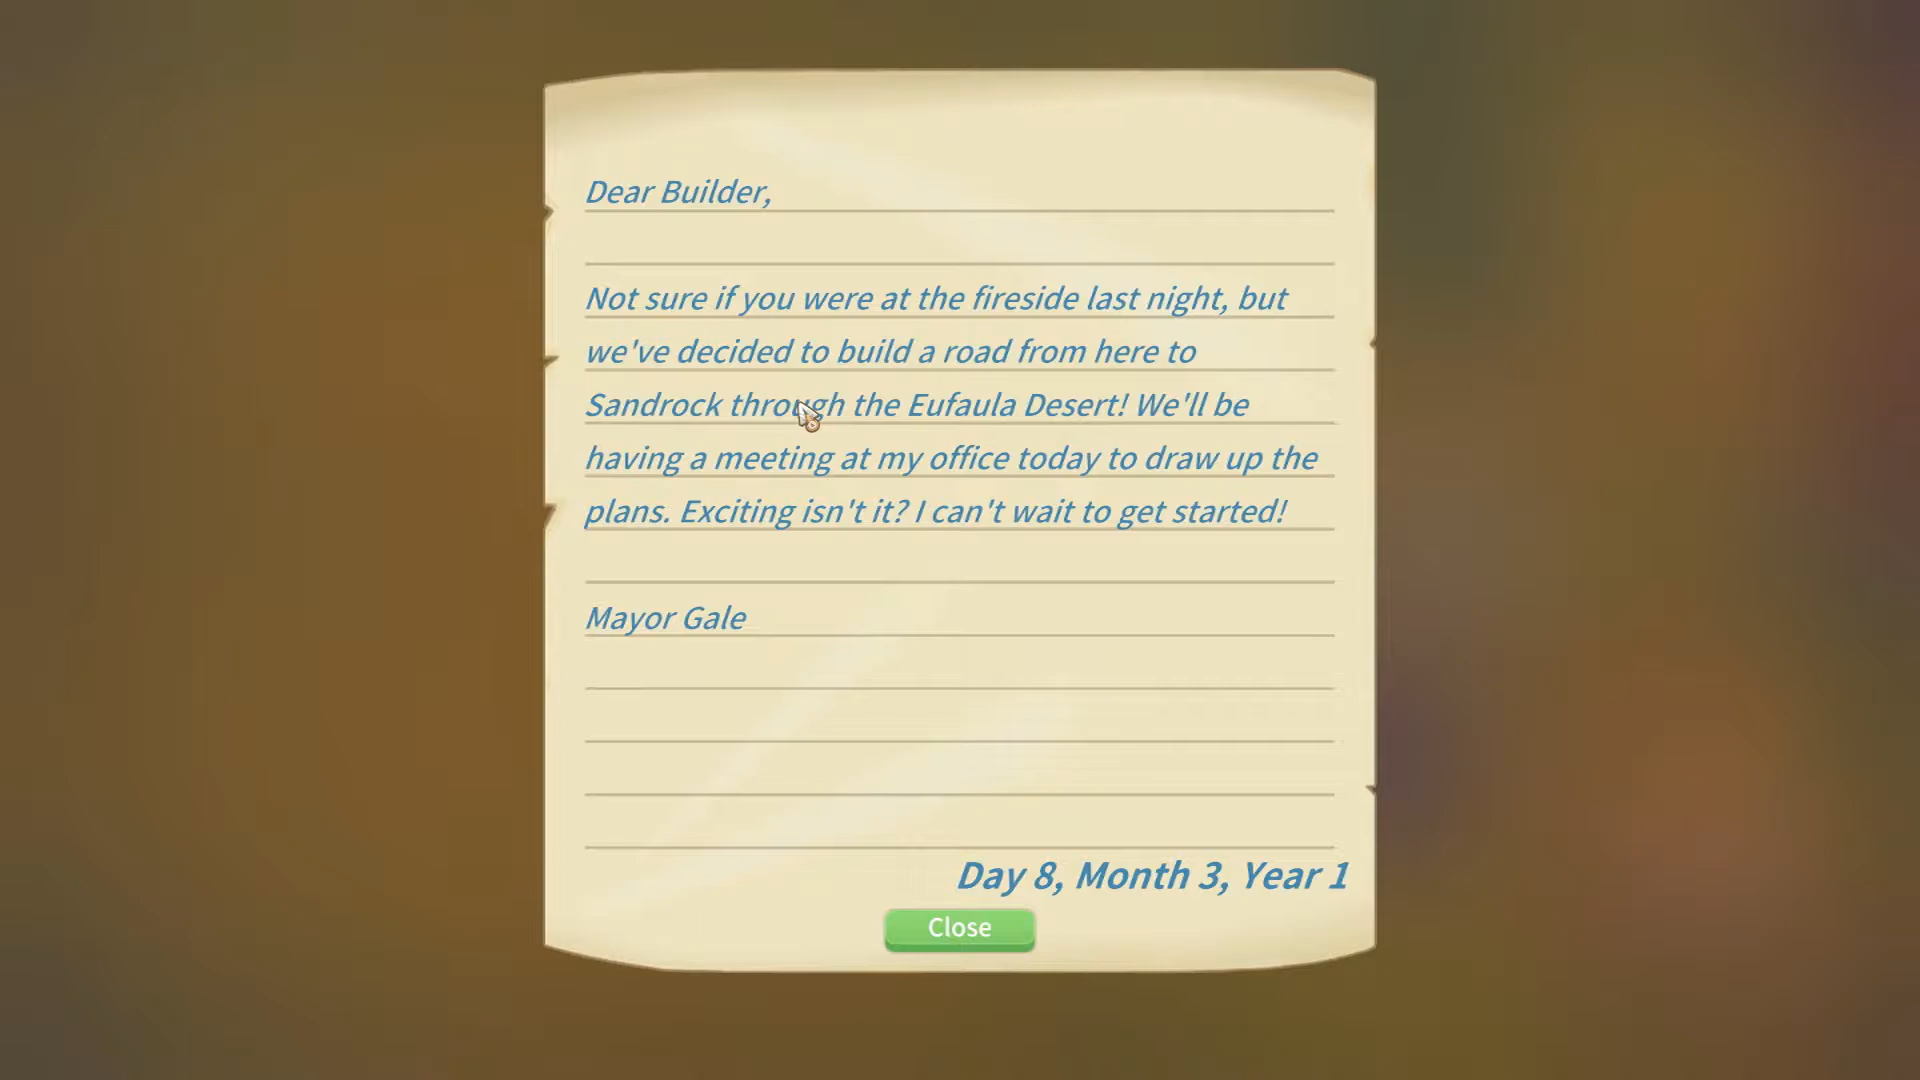 Dear Builder,
Not sure if you were at the fireside last night, but
we've decided to build a road from here to
Sandrock through the Eufaula Desert! We'll be
having a meeting at my office today to draw up the
plans. Exciting isn't it? I can't wait to get started!
Mayor Gale
Day 8, Month 3, Year 1
Close